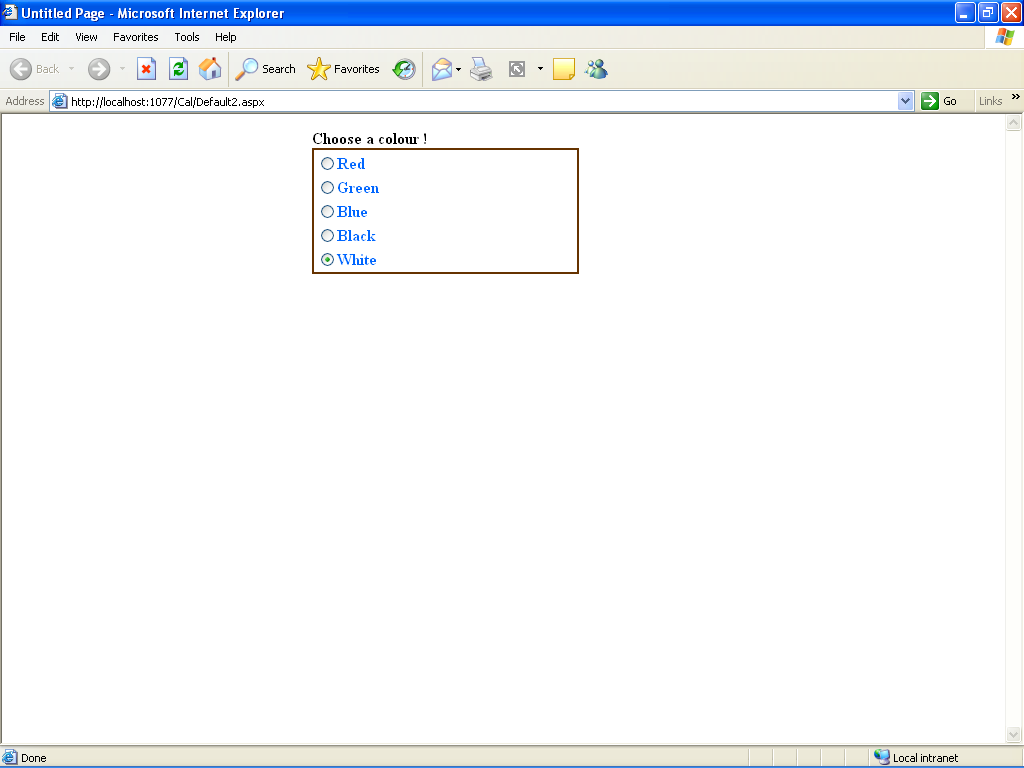 Untitled Page - Microsoft Internet Explorer
File Edit View Favorites Tools Help
Back Search Favorites
Address http://localhost:1077/Cal/Default2.aspx Go Links »
Choose a colour !
Red
Green
Blue
Black
White
Done Local intranet